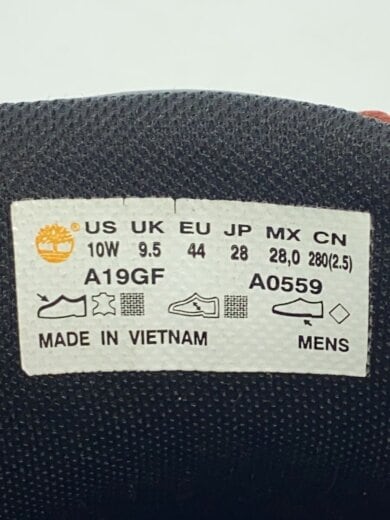 ® US UK EU JP MX CN
10W 9.5 44 28 28,0 280(2.5)
A19GF A0559
MADE IN VIETNAM MENS